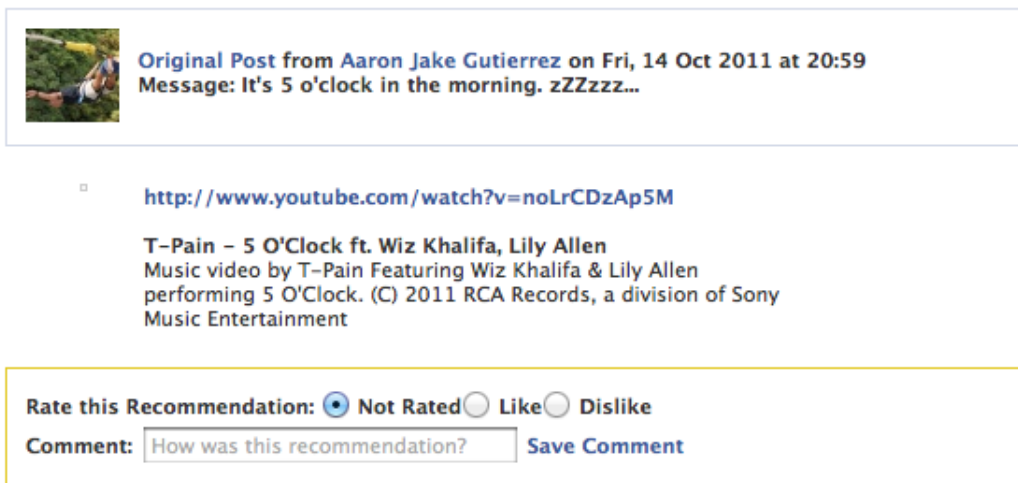 Original Post from Aaron Jake Gutierrez on Fri, 14 Oct 2011 at 20:59
Message: It's 5 o'clock in the morning. zZZzzz...
http://www.youtube.com/watch?v=noLrCDzAp5M
T-Pain - 5 O'Clock ft. Wiz Khalifa, Lily Allen
Music video by T-Pain Featuring Wiz Khalifa & Lily Allen
performing 5 O'Clock. (C) 2011 RCA Records, a division of Sony
Music Entertainment
Rate this Recommendation: Not Rated Like Dislike
Comment: How was this recommendation? Save Comment